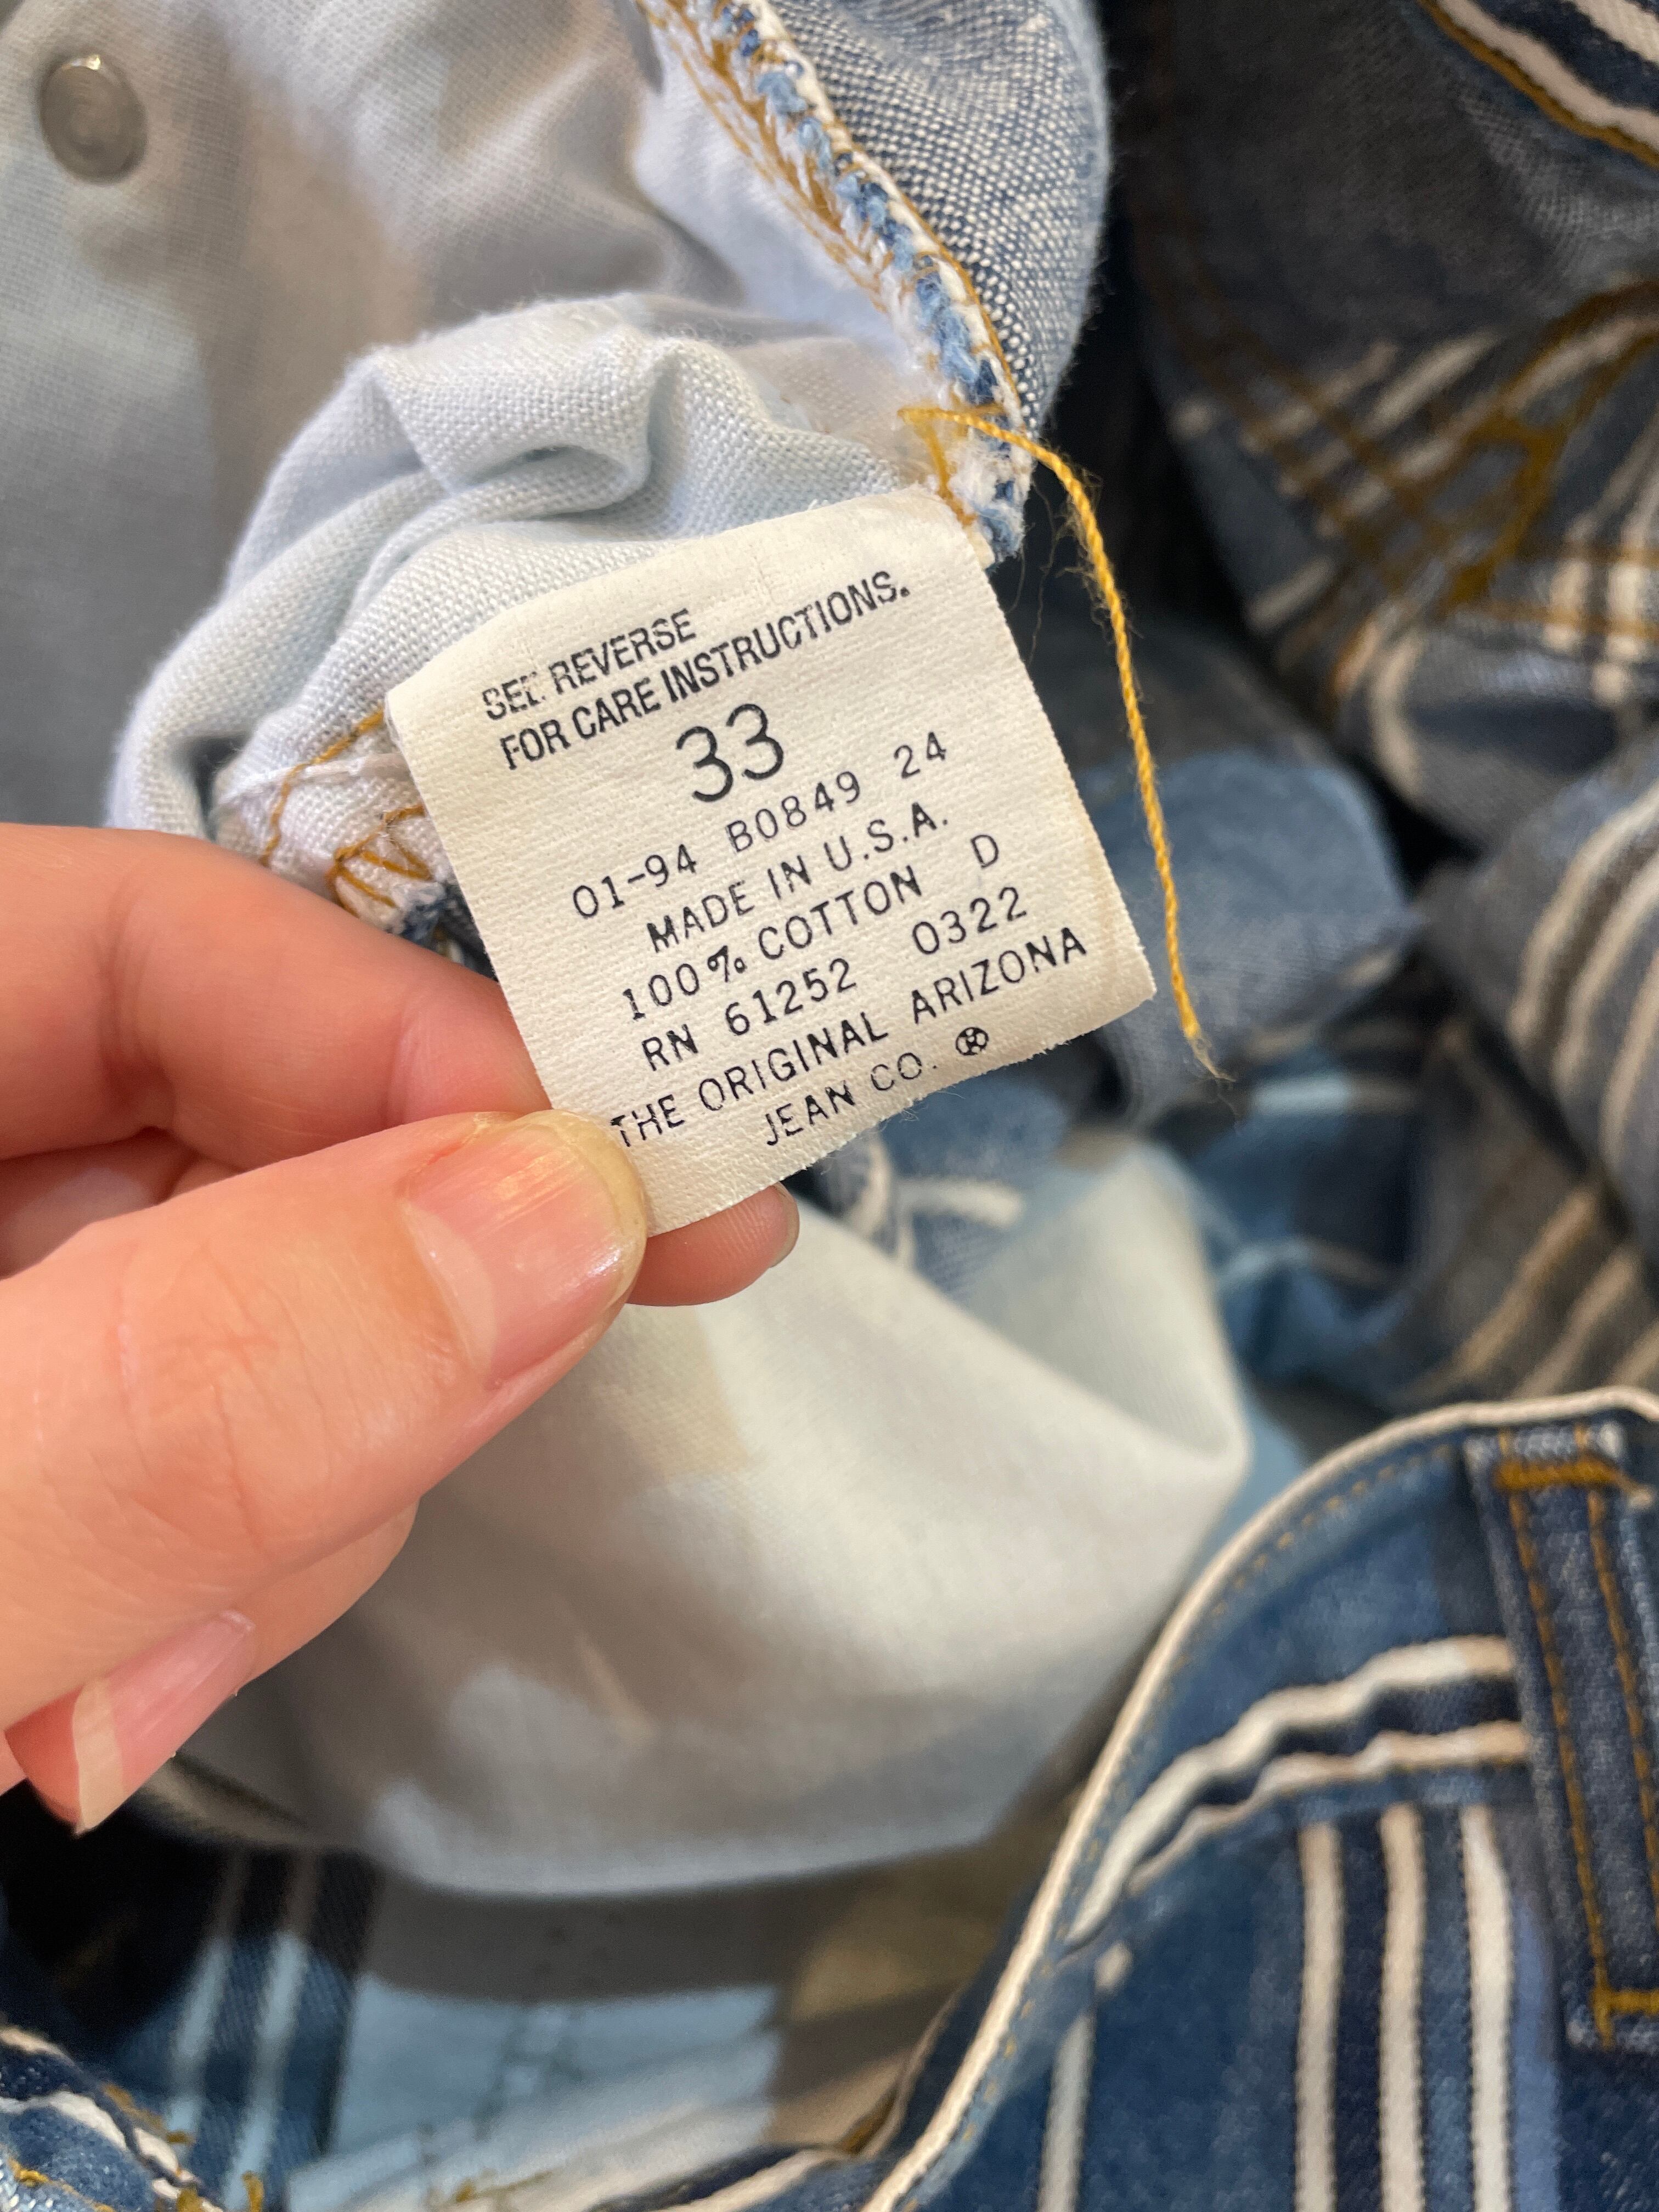 SEE REVERSE
FOR CARE INSTRUCTIONS.
33
01-94 B0849 24
MADE IN U.S.A.
100% COTTON D
RN 61252 0322
THE ORIGINAL ARIZONA
JEAN CO. ®